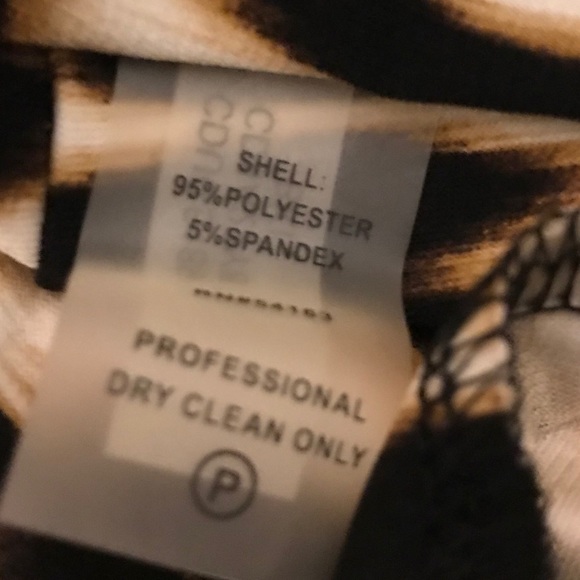 SHELL:
95%POLYESTER
5%SPANDEX
PROFESSIONAL
DRY CLEAN ONLY
P